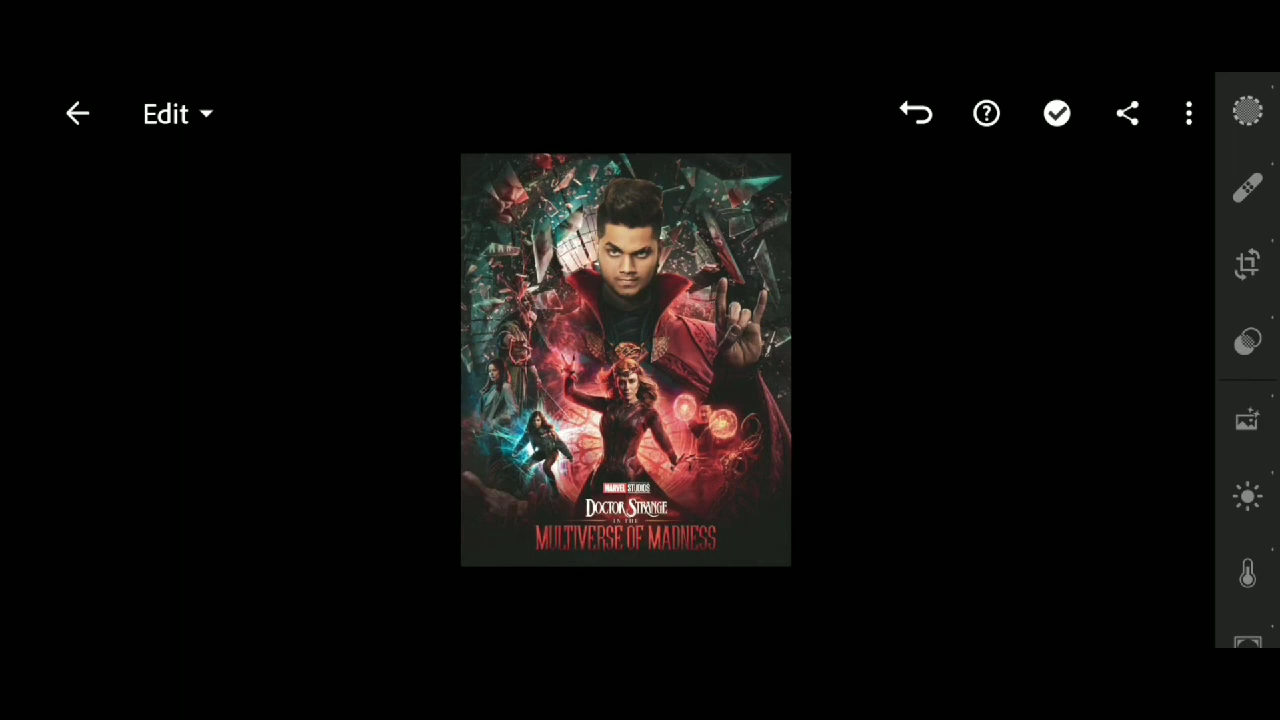 Edit
MARVEL STUDIOS
DOCTOR STRANGE
IN THE
MULTIVERSE OF MADNESS